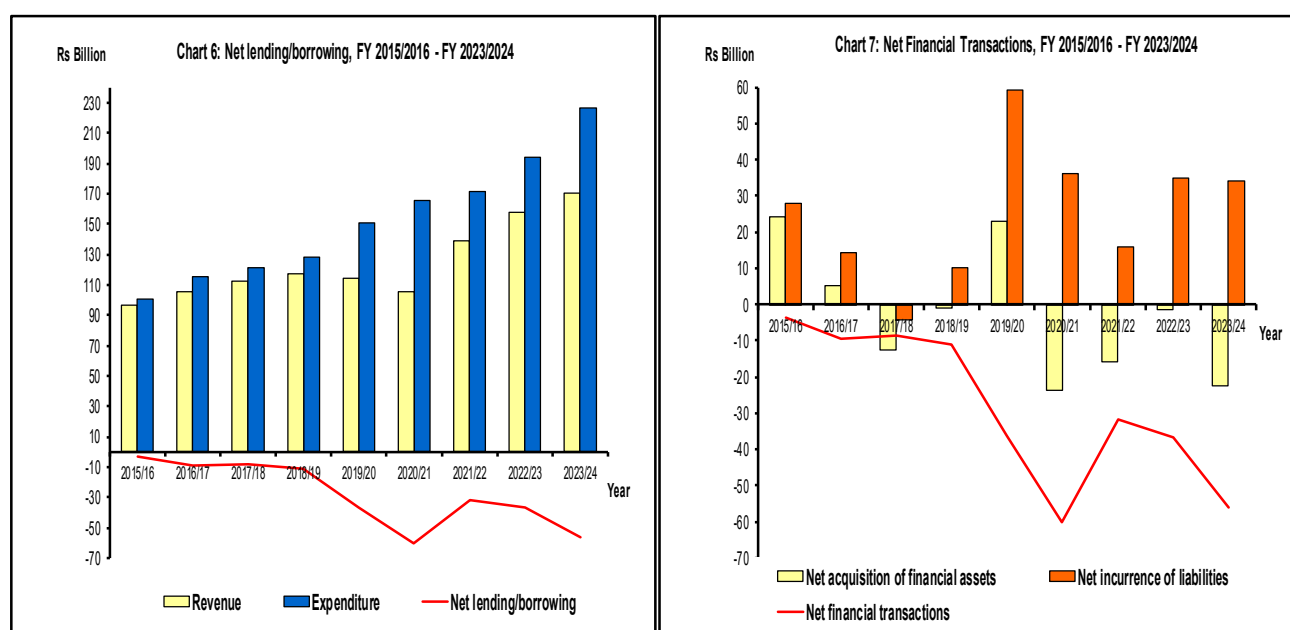 Chart 6: Net lending/borrowing, FY 2015/2016 - FY 2023/2024
Rs Billion
230
210
190
170
150
130
110
90
70
50
30
10
-10
-30
-50
-70
2015/16 2016/17 2017/18 2018/19 2019/20 2020/21 2021/22 2022/23 2023/24
Year
Revenue Expenditure Net lending/borrowing
Chart 7: Net Financial Transactions, FY 2015/2016 - FY 2023/2024
Rs Billion
60
50
40
30
20
10
0
-10
-20
-30
-40
-50
-60
-70
2015/16 2016/17 2017/18 2018/19 2019/20 2020/21 2021/22 2022/23 2023/24
Year
Net acquisition of financial assets Net incurrence of liabilities
Net financial transactions